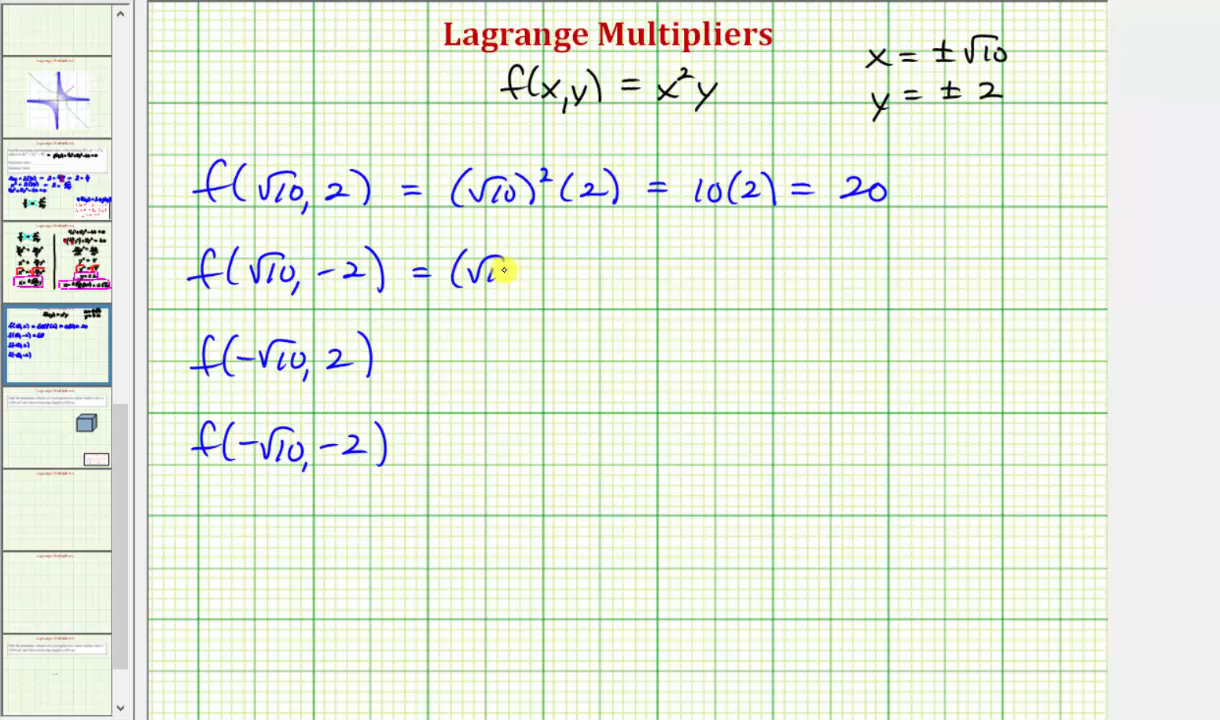 Lagrange Multipliers
f(x,y) = x²y
x = ±√10
y = ± 2
f(√10, 2) = (√10)²(2) = 10(2) = 20
f(√10, -2) = (√1
f(-√10, 2)
f(-√10, -2)